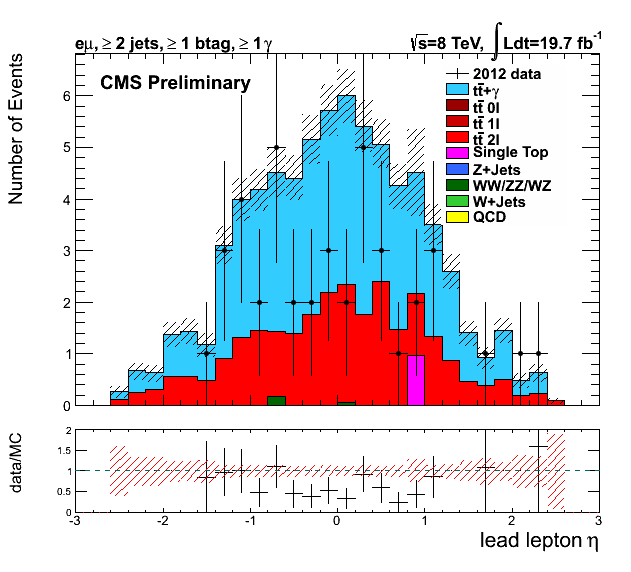 eμ, ≥ 2 jets, ≥ 1 btag, ≥ 1 γ √s=8 TeV, ∫Ldt=19.7 fb⁻¹
CMS Preliminary
2012 data
tt̄+γ
tt̄ 0l
tt̄ 1l
tt̄ 2l
Single Top
Z+Jets
WW/ZZ/WZ
W+Jets
QCD
Number of Events
6
5
4
3
2
1
0
data/MC
2
1.5
1
0.5
0
-3 -2 -1 0 1 2 3
lead lepton η